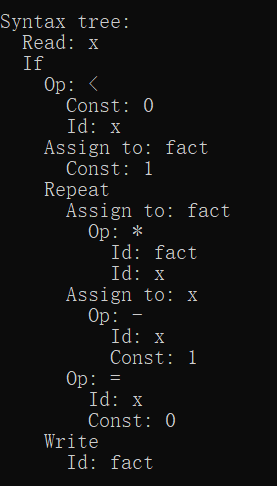 Syntax tree:
  Read: x
  If
    Op: <
      Const: 0
      Id: x
    Assign to: fact
      Const: 1
    Repeat
      Assign to: fact
        Op: *
          Id: fact
          Id: x
      Assign to: x
        Op: -
          Id: x
          Const: 1
      Op: =
        Id: x
        Const: 0
    Write
      Id: fact